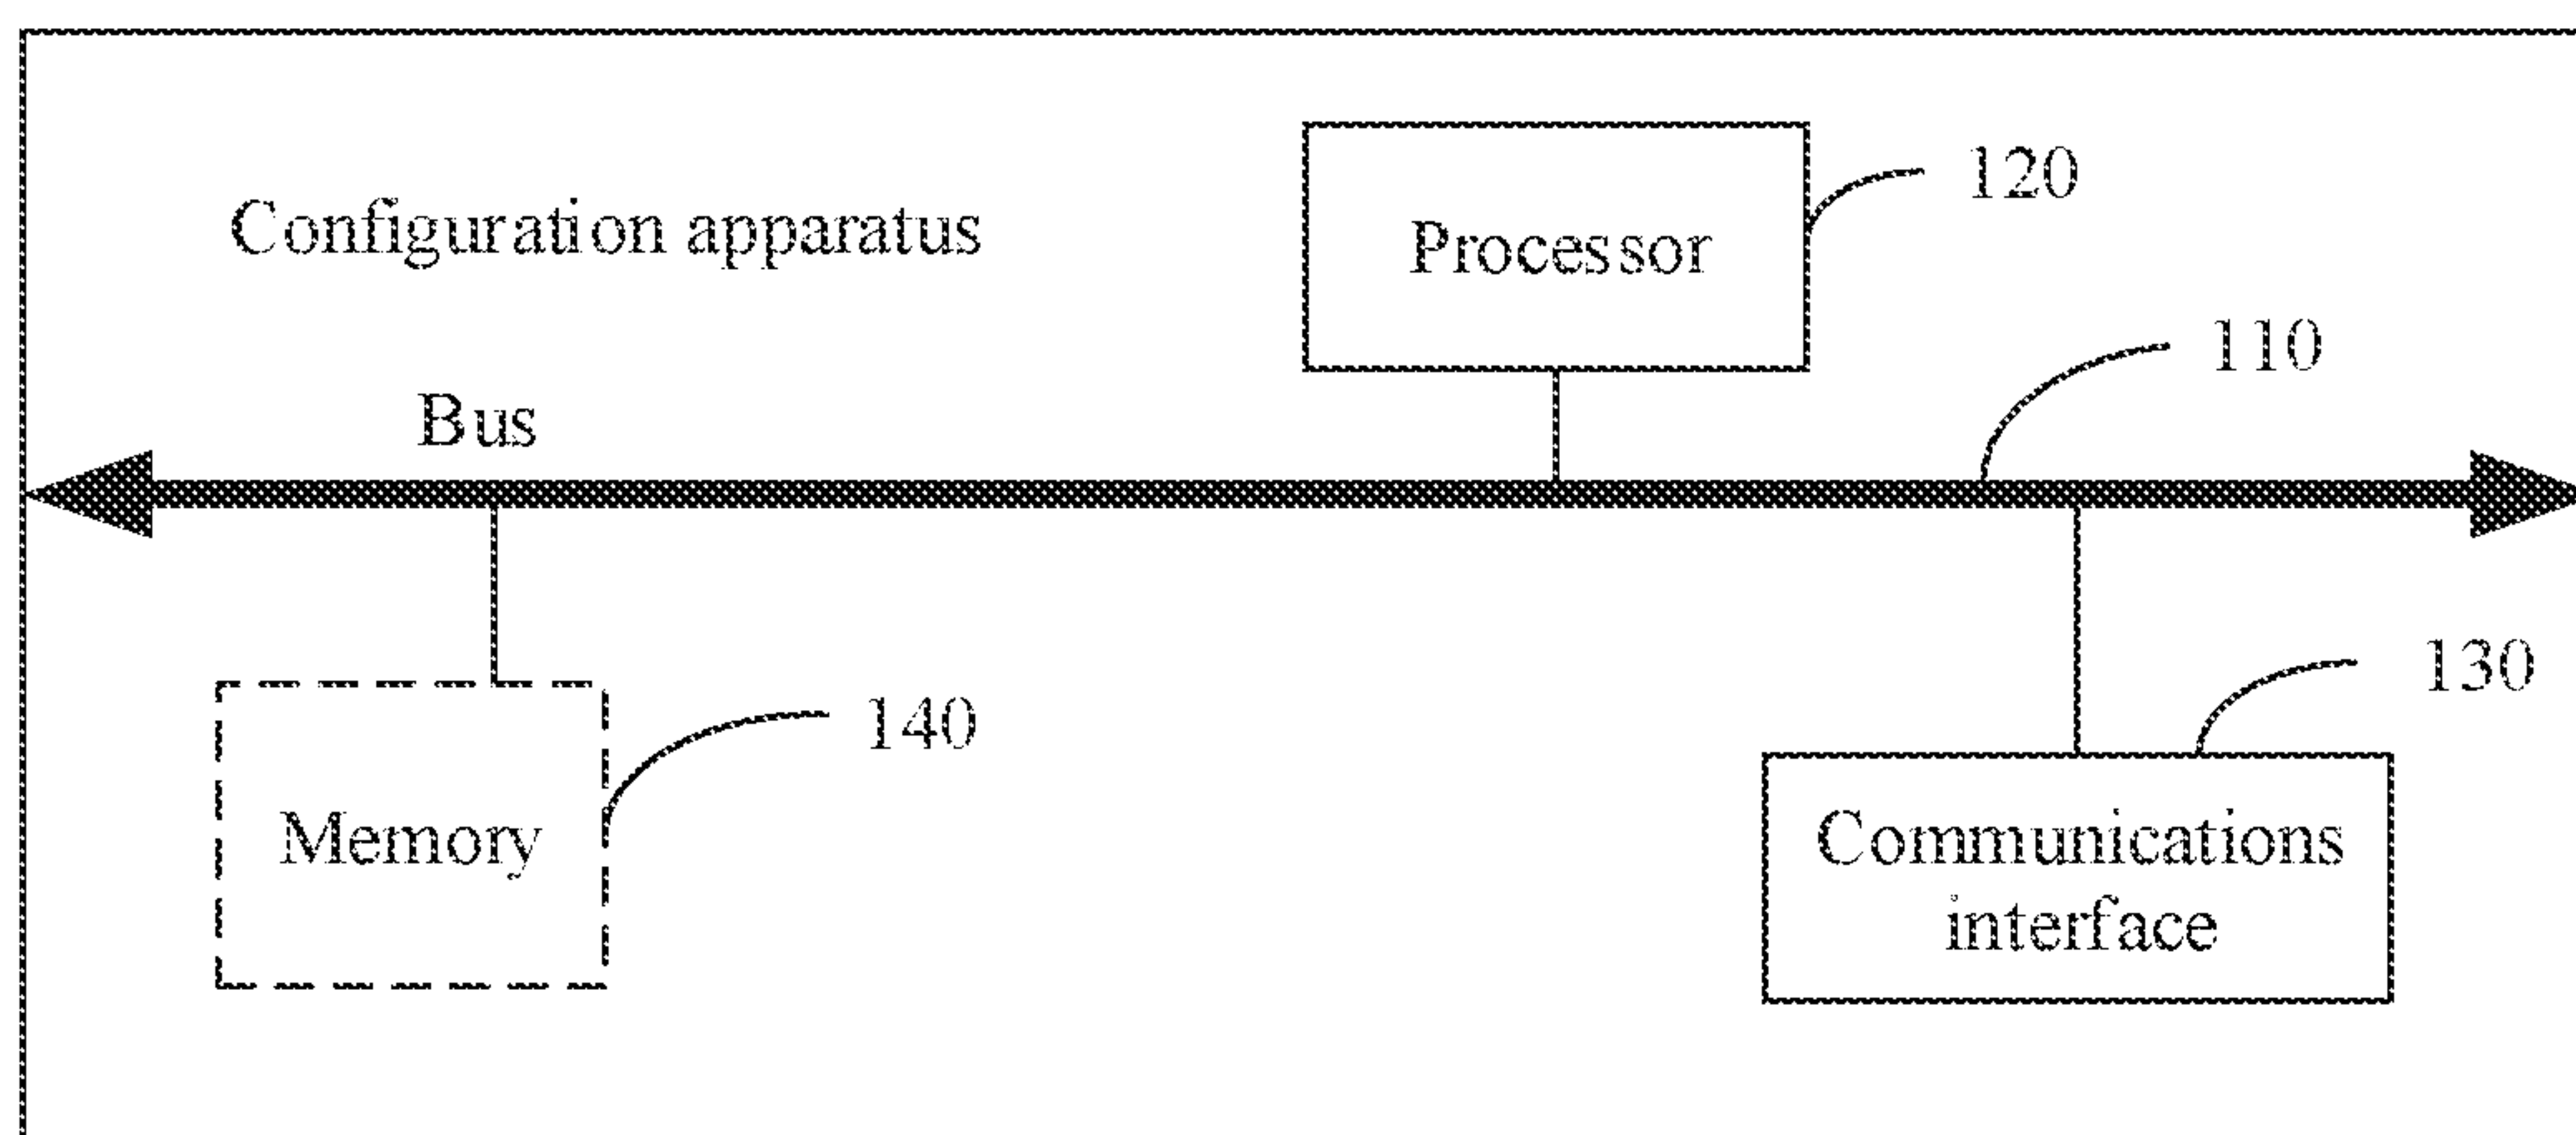 Configuration apparatus
Processor
120
110
Bus
130
140
Memory
Communications
interface